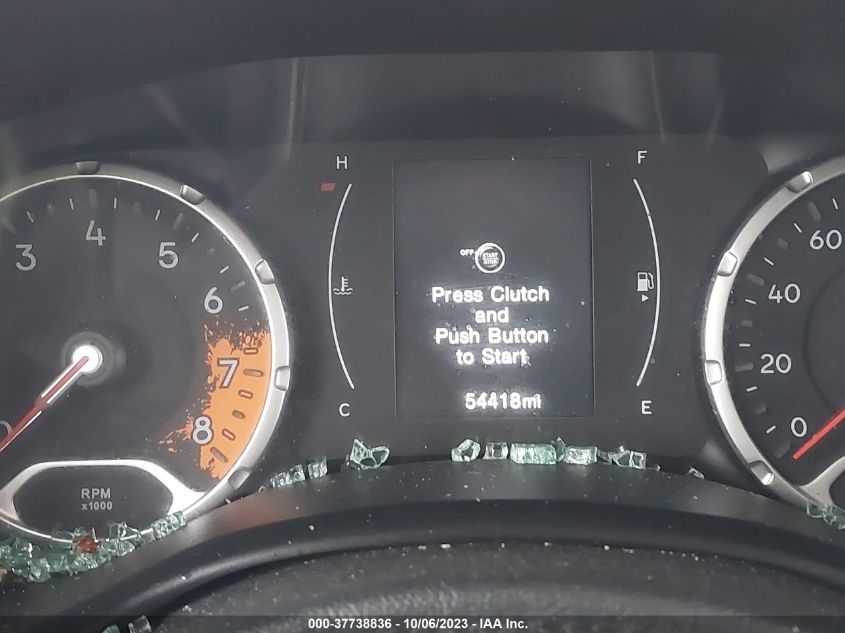 H
F
3
4
5
6
7
8
0
RPM
x1000
OFF
START
STOP
Press Clutch
and
Push Button
to Start
54418mi
C
E
60
40
20
0
000-37738836 - 10/06/2023 - IAA Inc.